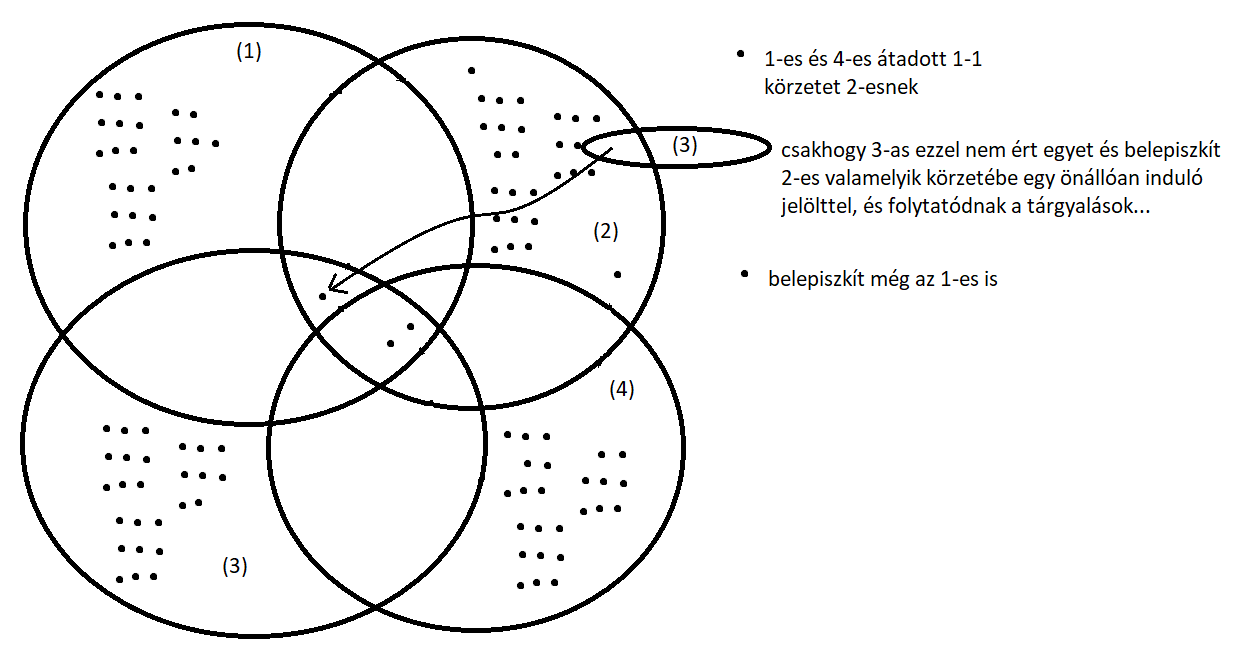 (1)
1-es és 4-es átadott 1-1
körzetet 2-esnek
(3)
csakhogy 3-as ezzel nem ért egyet és belepiszkít
2-es valamelyik körzetébe egy önállóan induló
jelölttel, és folytatódnak a tárgyalások...
(2)
belepiszkít még az 1-es is
(4)
(3)